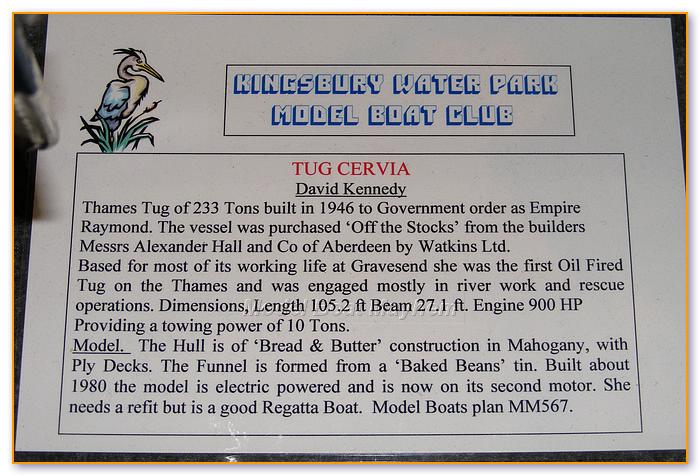 KINGSBURY WATER PARK
MODEL BOAT CLUB
TUG CERVIA
David Kennedy
Thames Tug of 233 Tons built in 1946 to Government order as Empire
Raymond. The vessel was purchased ‘Off the Stocks’ from the builders
Messrs Alexander Hall and Co of Aberdeen by Watkins Ltd.
Based for most of its working life at Gravesend she was the first Oil Fired
Tug on the Thames and was engaged mostly in river work and rescue
operations. Dimensions, Length 105.2 ft Beam 27.1 ft. Engine 900 HP
Providing a towing power of 10 Tons.
Model. The Hull is of ‘Bread & Butter’ construction in Mahogany, with
Ply Decks. The Funnel is formed from a ‘Baked Beans’ tin. Built about
1980 the model is electric powered and is now on its second motor. She
needs a refit but is a good Regatta Boat. Model Boats plan MM567.
Model Boat Mayhem